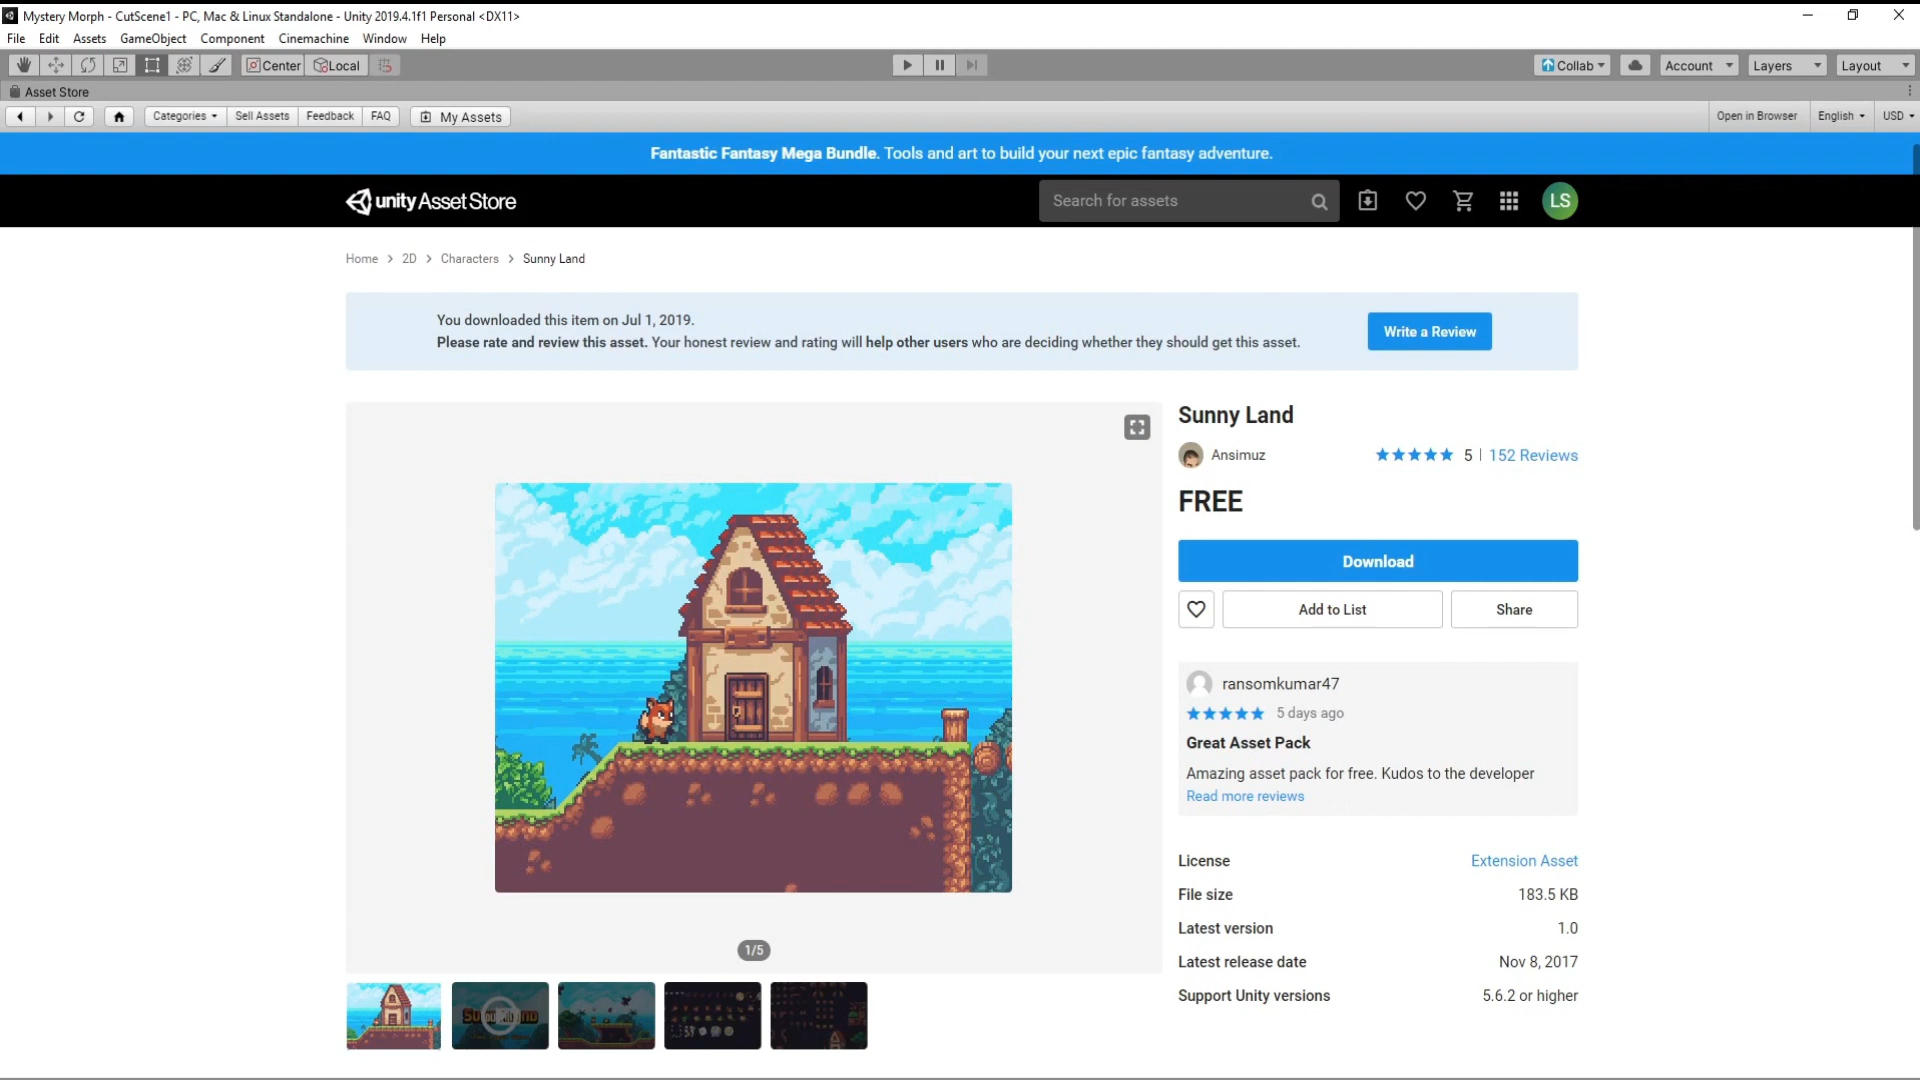 Mystery Morph - CutScene1 - PC, Mac & Linux Standalone - Unity 2019.4.1f1 Personal <DX11>
File Edit Assets GameObject Component Cinemachine Window Help
Center Local Collab Account Layers Layout
Asset Store
Categories Sell Assets Feedback FAQ My Assets Open in Browser English USD
Fantastic Fantasy Mega Bundle. Tools and art to build your next epic fantasy adventure.
unity Asset Store Search for assets LS
Home > 2D > Characters > Sunny Land
You downloaded this item on Jul 1, 2019.
Please rate and review this asset. Your honest review and rating will help other users who are deciding whether they should get this asset.
Write a Review
Sunny Land
Ansimuz 5 | 152 Reviews
FREE
Download
Add to List Share
ransomkumar47
5 days ago
Great Asset Pack
Amazing asset pack for free. Kudos to the developer
Read more reviews
License Extension Asset
File size 183.5 KB
Latest version 1.0
Latest release date Nov 8, 2017
Support Unity versions 5.6.2 or higher
1/5